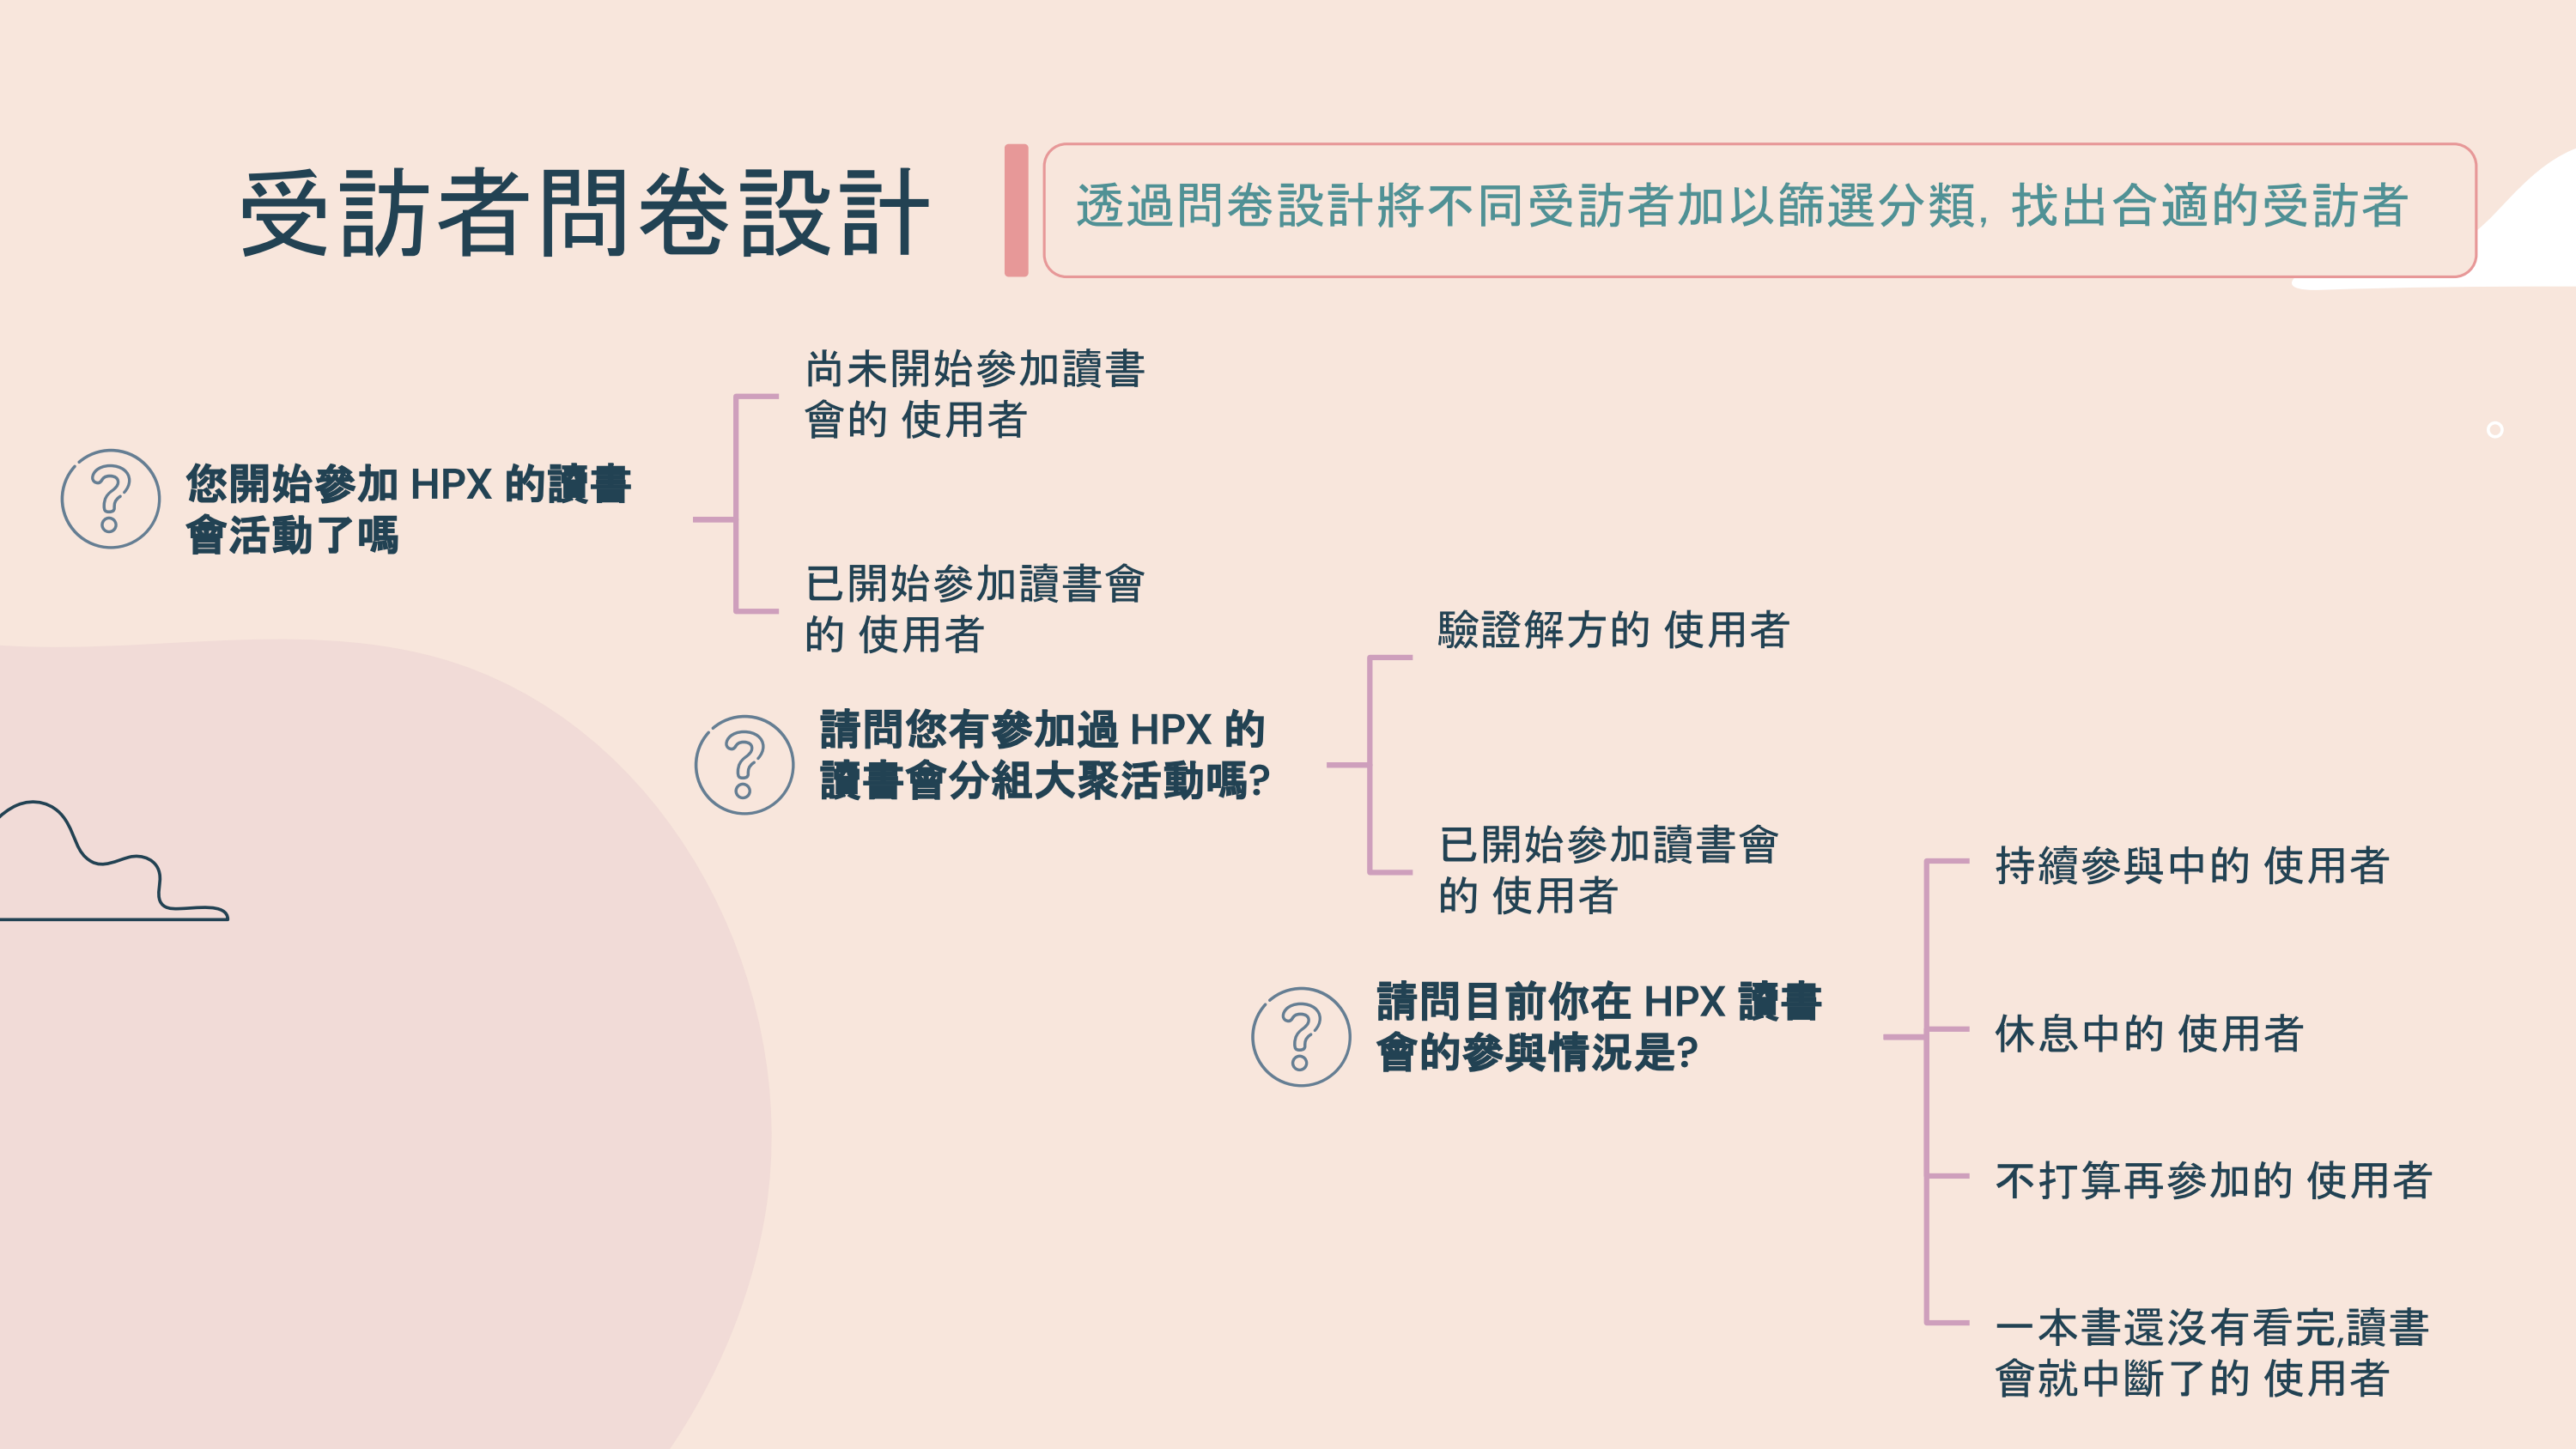 受訪者問卷設計
透過問卷設計將不同受訪者加以篩選分類，找出合適的受訪者
尚未開始參加讀書
會的 使用者
您開始參加 HPX 的讀書
會活動了嗎
已開始參加讀書會
的 使用者
驗證解方的 使用者
請問您有參加過 HPX 的
讀書會分組大聚活動嗎?
已開始參加讀書會
的 使用者
持續參與中的 使用者
請問目前你在 HPX 讀書
會的參與情況是?
休息中的 使用者
不打算再參加的 使用者
一本書還沒有看完,讀書
會就中斷了的 使用者